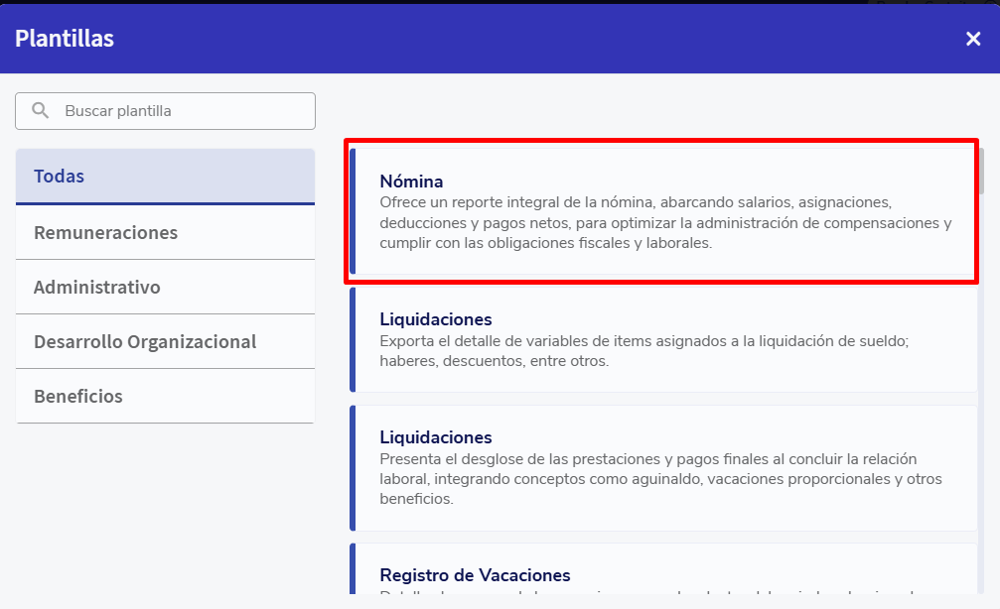 Plantillas
Buscar plantilla
Todas
Remuneraciones
Administrativo
Desarrollo Organizacional
Beneficios
Nómina
Ofrece un reporte integral de la nómina, abarcando salarios, asignaciones,
deducciones y pagos netos, para optimizar la administración de compensaciones y
cumplir con las obligaciones fiscales y laborales.
Liquidaciones
Exporta el detalle de variables de items asignados a la liquidación de sueldo;
haberes, descuentos, entre otros.
Liquidaciones
Presenta el desglose de las prestaciones y pagos finales al concluir la relación
laboral, integrando conceptos como aguinaldo, vacaciones proporcionales y otros
beneficios.
Registro de Vacaciones